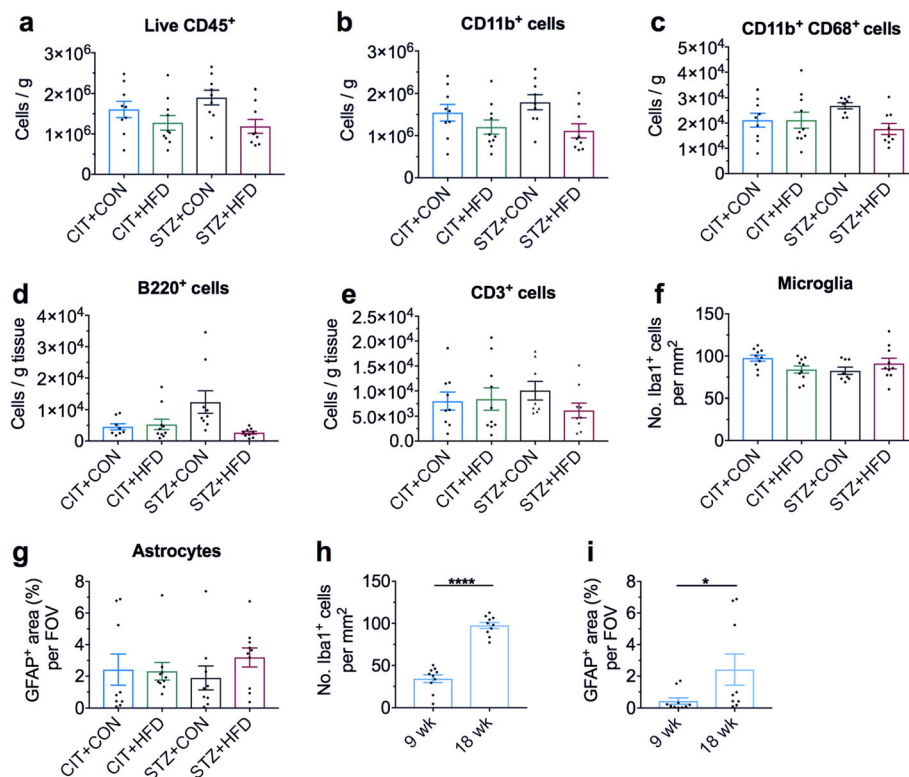 a
Live CD45⁺
Cells / g
3×10⁶
2×10⁶
1×10⁶
0
CIT+CON
CIT+HFD
STZ+CON
STZ+HFD
b
CD11b⁺ cells
Cells / g
3×10⁶
2×10⁶
1×10⁶
0
CIT+CON
CIT+HFD
STZ+CON
STZ+HFD
c
CD11b⁺ CD68⁺ cells
Cells / g
5×10⁴
4×10⁴
3×10⁴
2×10⁴
1×10⁴
0
CIT+CON
CIT+HFD
STZ+CON
STZ+HFD
d
B220⁺ cells
Cells / g tissue
4×10⁴
3×10⁴
2×10⁴
1×10⁴
0
CIT+CON
CIT+HFD
STZ+CON
STZ+HFD
e
CD3⁺ cells
Cells / g tissue
2.5×10⁴
2.0×10⁴
1.5×10⁴
1.0×10⁴
5.0×10³
0.0
CIT+CON
CIT+HFD
STZ+CON
STZ+HFD
f
Microglia
No. Iba1⁺ cells
per mm²
150
100
50
0
CIT+CON
CIT+HFD
STZ+CON
STZ+HFD
g
Astrocytes
GFAP⁺ area (%)
per FOV
8
6
4
2
0
CIT+CON
CIT+HFD
STZ+CON
STZ+HFD
h
No. Iba1⁺ cells
per mm²
150
100
50
0
****
9 wk
18 wk
i
GFAP⁺ area (%)
per FOV
8
6
4
2
0
*
9 wk
18 wk